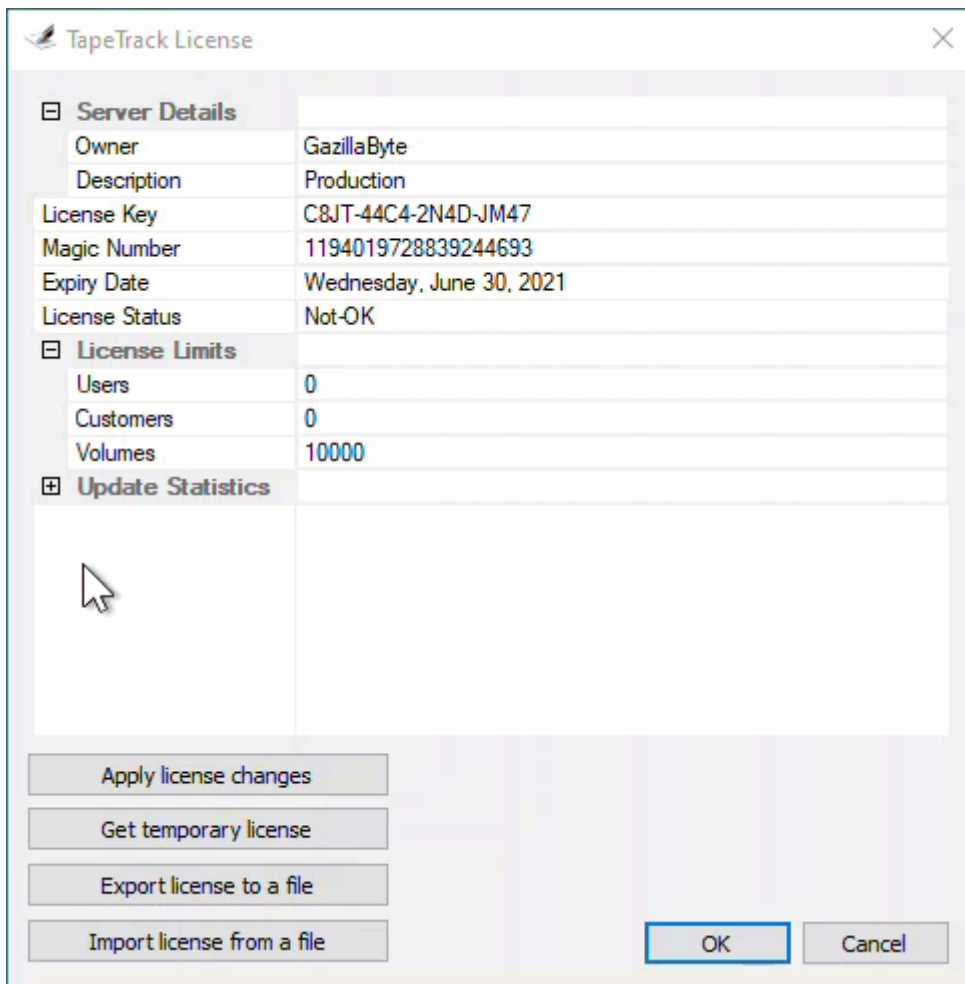 TapeTrack License
Server Details
Owner GazillaByte
Description Production
License Key C8JT-44C4-2N4D-JM47
Magic Number 1194019728839244693
Expiry Date Wednesday, June 30, 2021
License Status Not-OK
License Limits
Users 0
Customers 0
Volumes 10000
Update Statistics
Apply license changes
Get temporary license
Export license to a file
Import license from a file
OK Cancel